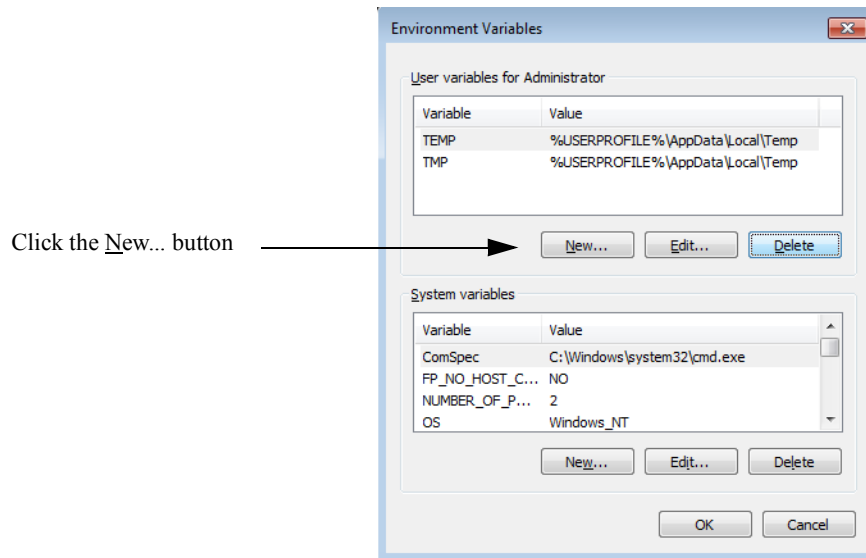 Environment Variables
User variables for Administrator
Variable Value
TEMP %USERPROFILE%\AppData\Local\Temp
TMP %USERPROFILE%\AppData\Local\Temp
Click the New... button
New... Edit... Delete
System variables
Variable Value
ComSpec C:\Windows\system32\cmd.exe
FP_NO_HOST_C... NO
NUMBER_OF_P... 2
OS Windows_NT
New... Edit... Delete
OK Cancel